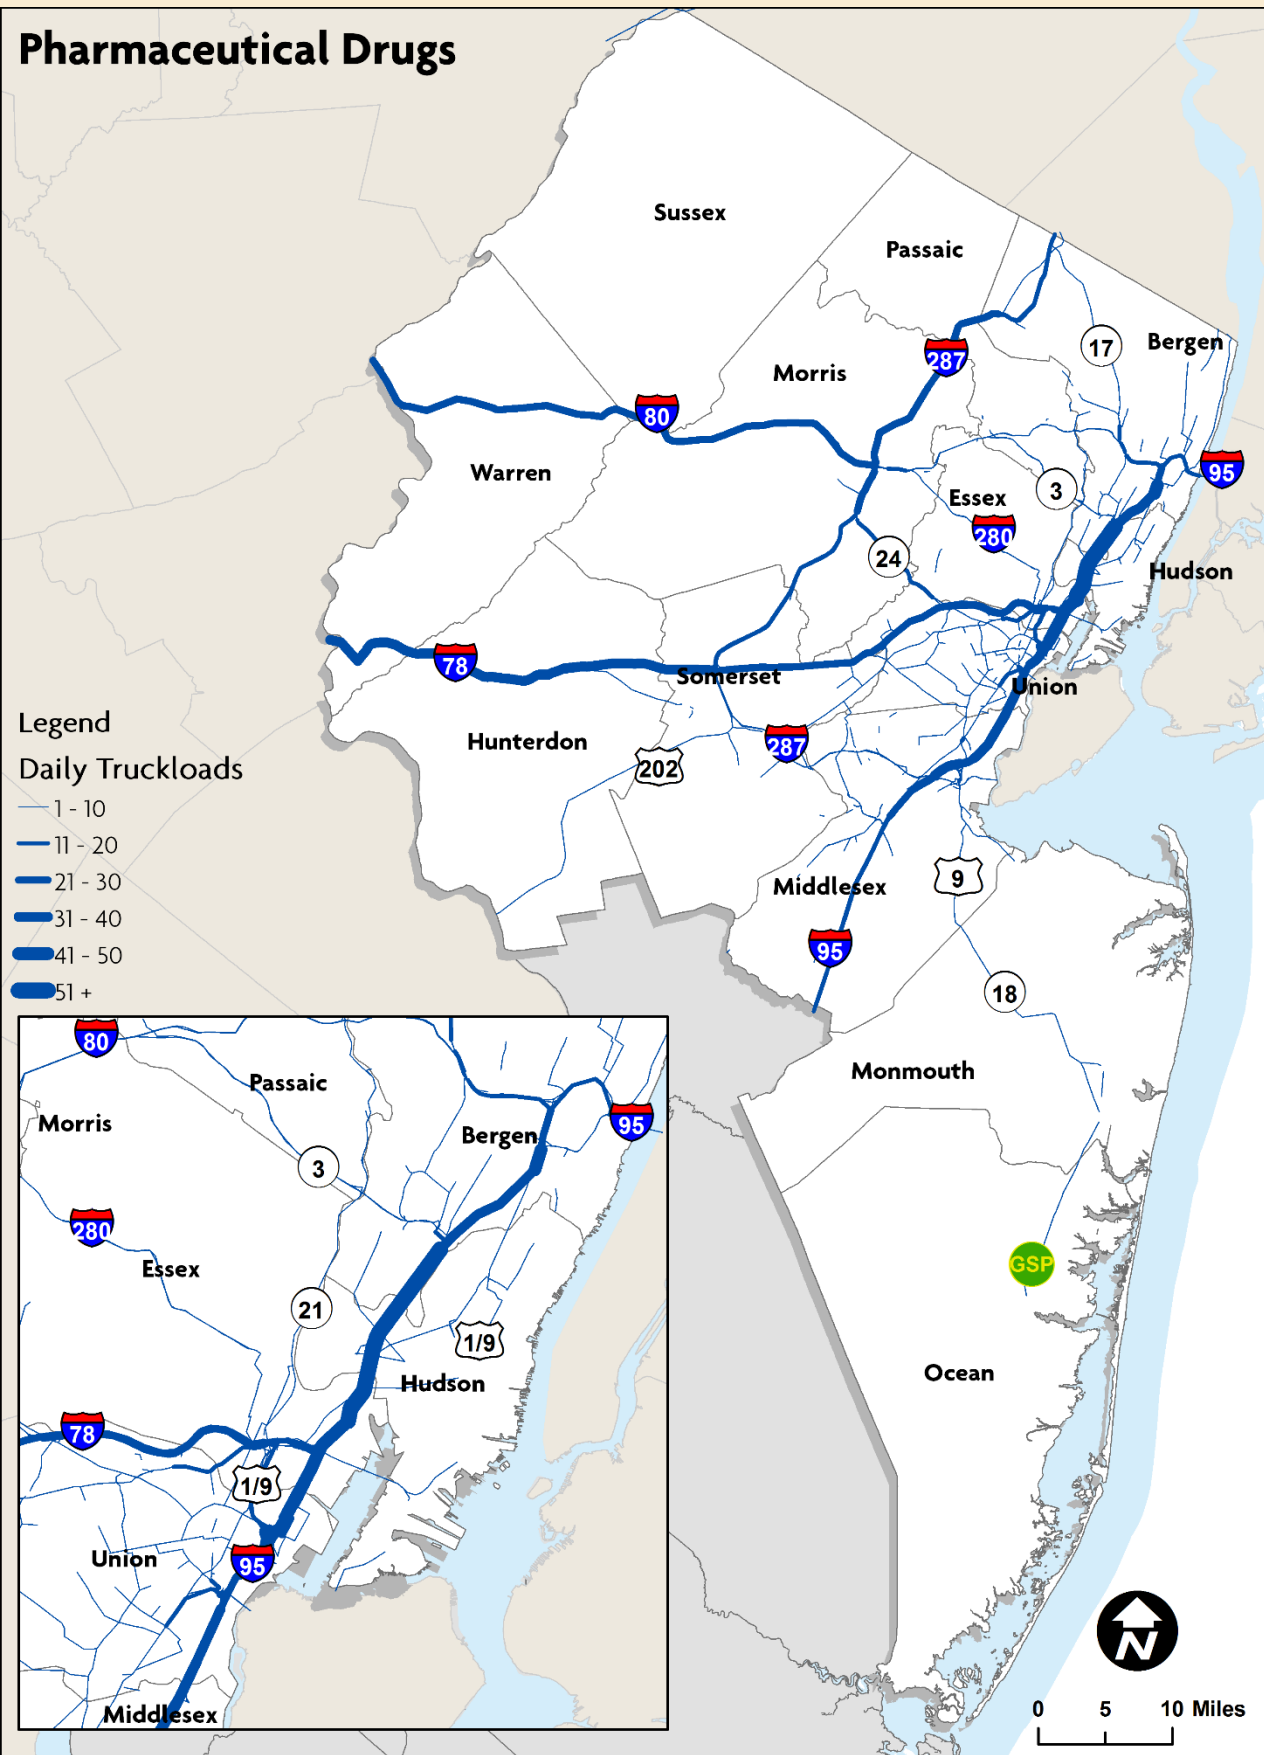 Pharmaceutical Drugs
Sussex
Passaic
17
Bergen
287
Morris
80
95
Warren
3
Essex
280
24
Hudson
78
Somerset
Union
Hunterdon
287
202
Legend
Daily Truckloads
1 - 10
11 - 20
21 - 30
31 - 40
41 - 50
51 +
9
Middlesex
95
18
Monmouth
GSP
Ocean
80
Passaic
Morris
Bergen
95
3
280
Essex
21
1/9
Hudson
78
1/9
Union
95
Middlesex
N
0 5 10 Miles